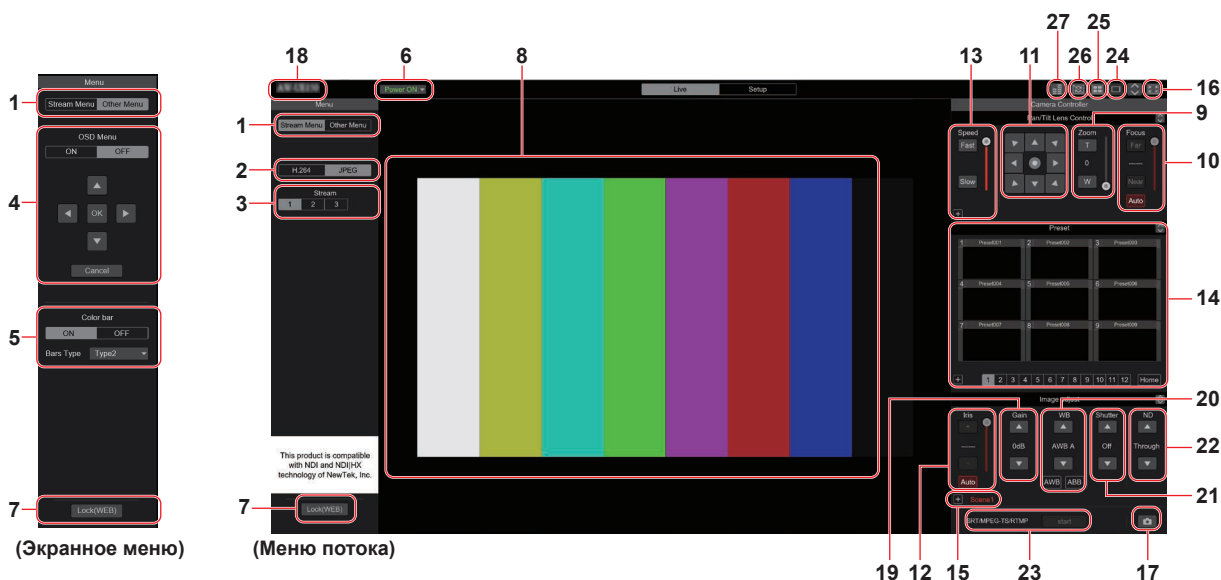 27 26 25 24
18 6 8 13 11 16
Menu
1 Stream Menu Other Menu
OSD Menu
ON OFF
4 OK
Cancel
Color bar
5 ON OFF
Bars Type Type2
7 Lock(WEB)
(Экранное меню)
Power ON Live Setup
Menu
1 Stream Menu Other Menu
2 H.264 JPEG
Stream
3 1 2 3
This product is compatible
with NDI and NDI|HX
technology of NewTek, Inc.
7 Lock(WEB)
(Меню потока)
Camera Controller
Pan/Tilt Lens Control
9
Speed Zoom Focus
Fast T Far
0 10
Slow W Near
Auto
+
Preset
1 Preset001 2 Preset002 3 Preset003
14
4 Preset004 5 Preset005 6 Preset006
7 Preset007 8 Preset008 9 Preset009
+ 1 2 3 4 5 6 7 8 9 10 11 12 Home
Image adjust
19 20
Iris Gain WB Shutter ND
0dB AWB A Off Through 22
Auto AWB ABB
12 21
+ Scene1
SRT/MPEG-TS/RTMP start
19 12 15 23 17